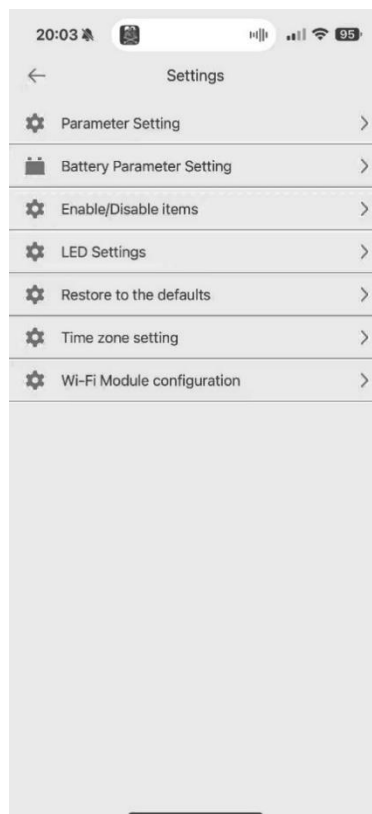 20:03
95
Settings
Parameter Setting
Battery Parameter Setting
Enable/Disable items
LED Settings
Restore to the defaults
Time zone setting
Wi-Fi Module configuration